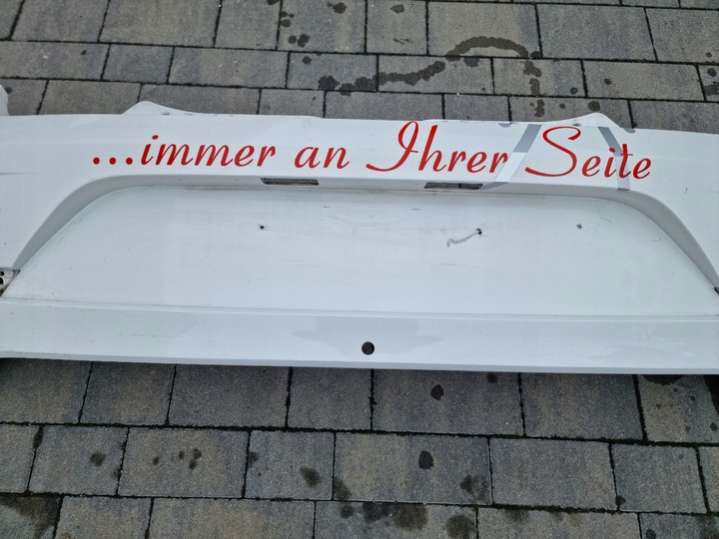 ...immer an Ihrer Seite